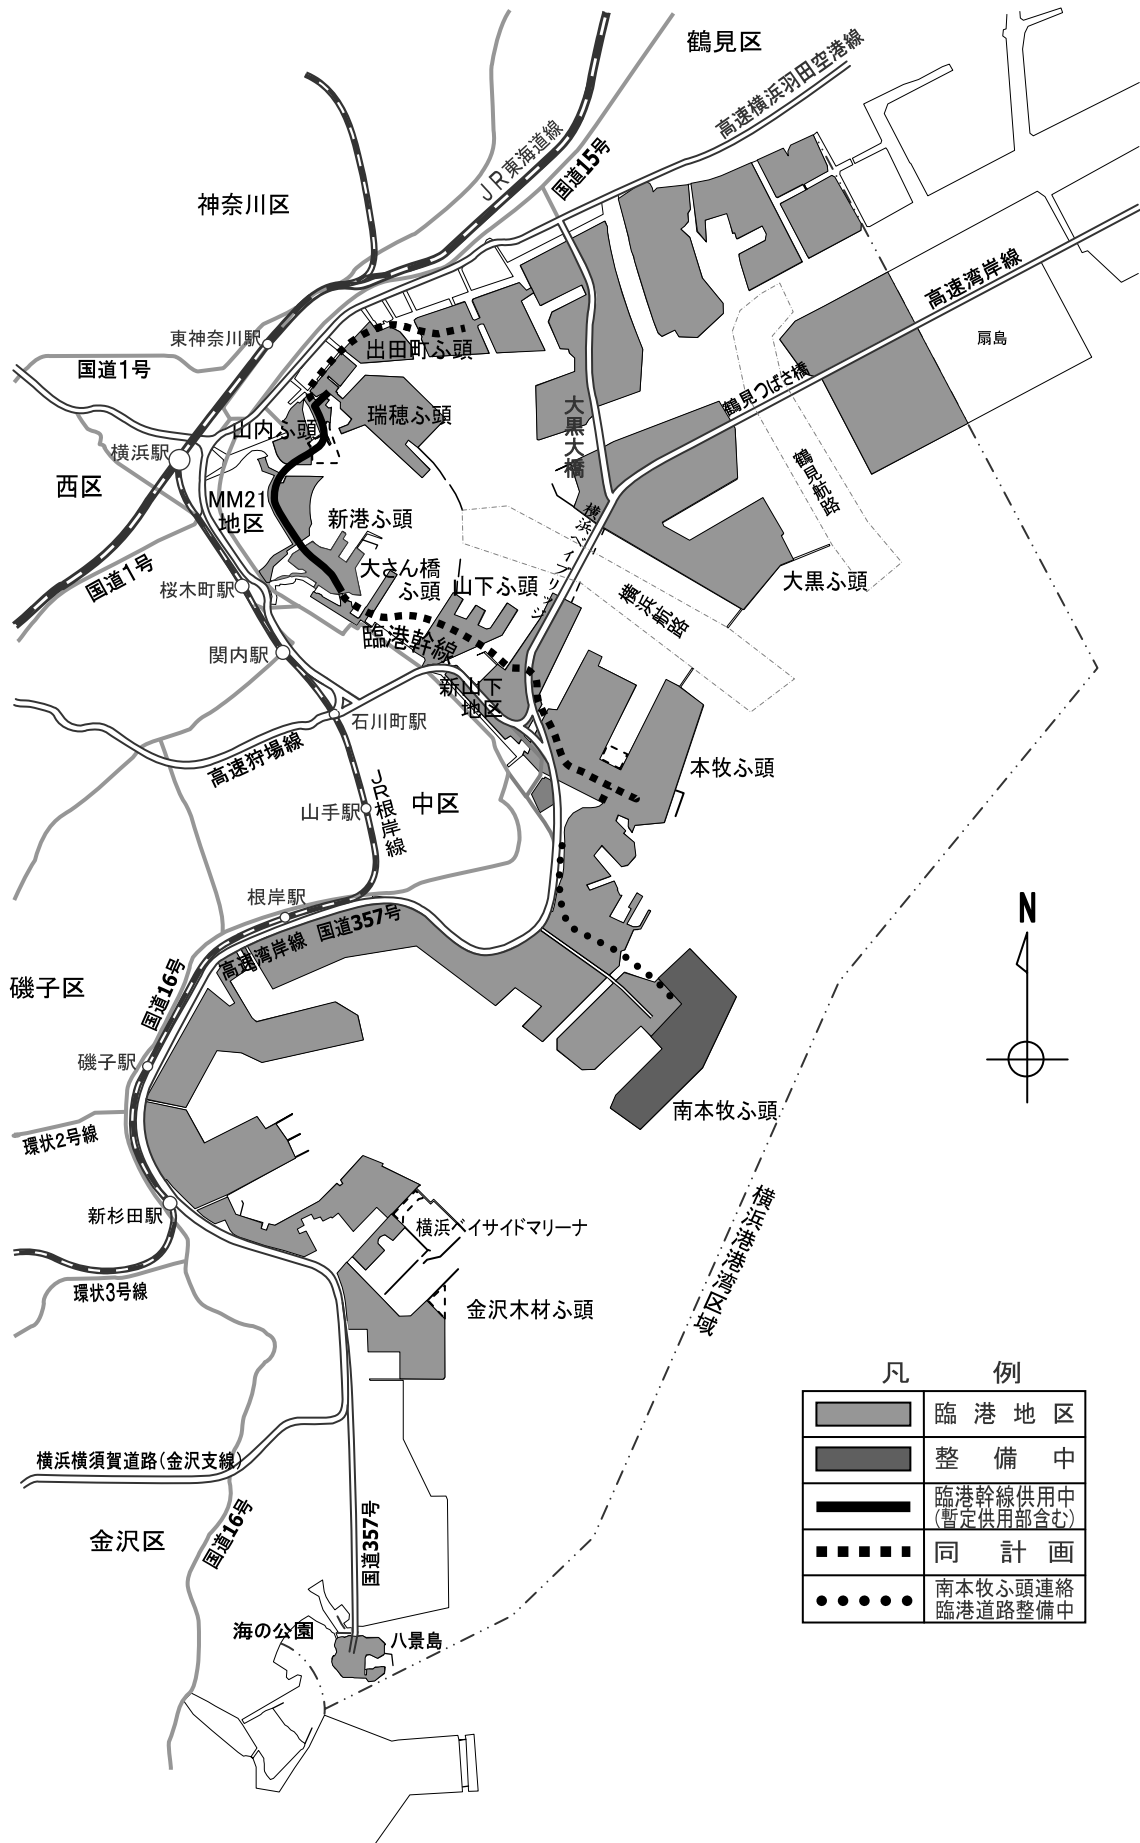 鶴見区
高速横浜羽田空港線
JR東海道線
国道15号
神奈川区
高速湾岸線
扇島
東神奈川駅
国道1号
出田町ふ頭
鶴見つばさ橋
大黒大橋
瑞穂ふ頭
山内ふ頭
横浜駅
西区
鶴見航路
MM21
地区
新港ふ頭
横浜ベイブリッジ
国道1号
大さん橋
ふ頭
山下ふ頭
大黒ふ頭
桜木町駅
横浜航路
臨港幹線
関内駅
新山下
地区
石川町駅
高速狩場線
本牧ふ頭
JR根岸線
山手駅
中区
根岸駅
高速湾岸線
国道357号
N
磯子区
国道16号
磯子駅
南本牧ふ頭
環状2号線
新杉田駅
横浜港港湾区域
横浜ベイサイドマリーナ
環状3号線
金沢木材ふ頭
凡例
臨港地区
整備中
臨港幹線供用中
(暫定供用部含む)
同計画
南本牧ふ頭連絡
臨港道路整備中
横浜横須賀道路(金沢支線)
国道16号
国道357号
金沢区
海の公園
八景島